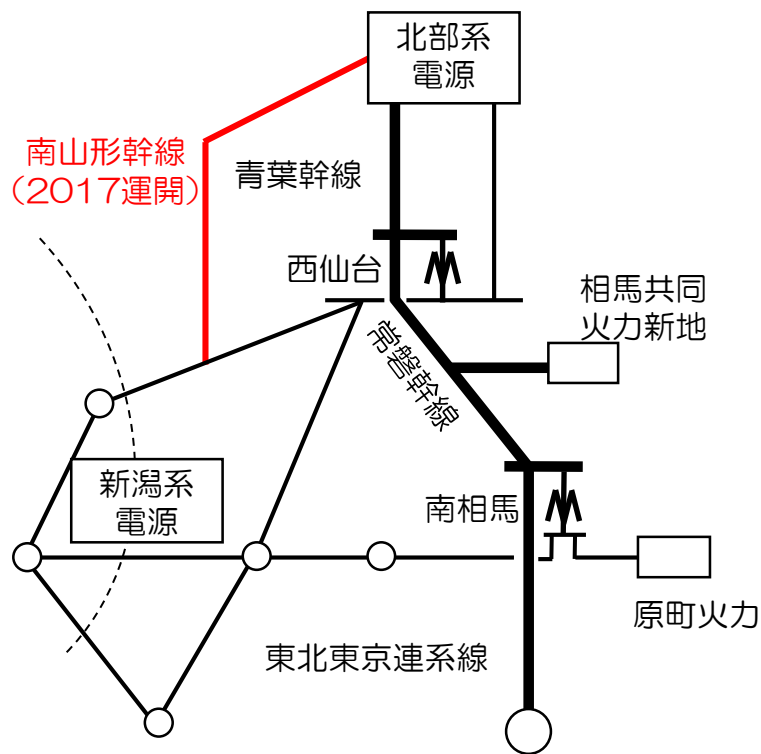 北部系
電源
南山形幹線
（2017運開）
青葉幹線
西仙台
相馬共同
火力新地
常磐幹線
新潟系
電源
南相馬
原町火力
東北東京連系線